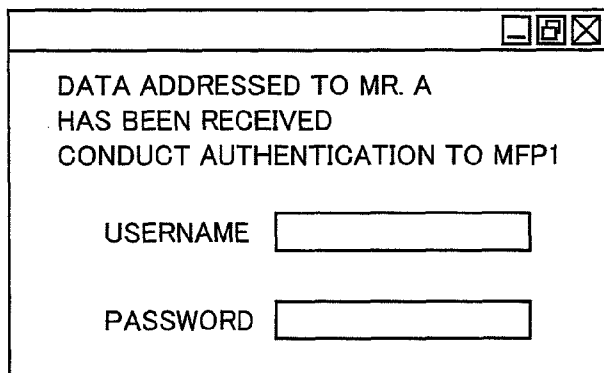 DATA ADDRESSED TO MR. A
HAS BEEN RECEIVED
CONDUCT AUTHENTICATION TO MFP1
USERNAME
PASSWORD